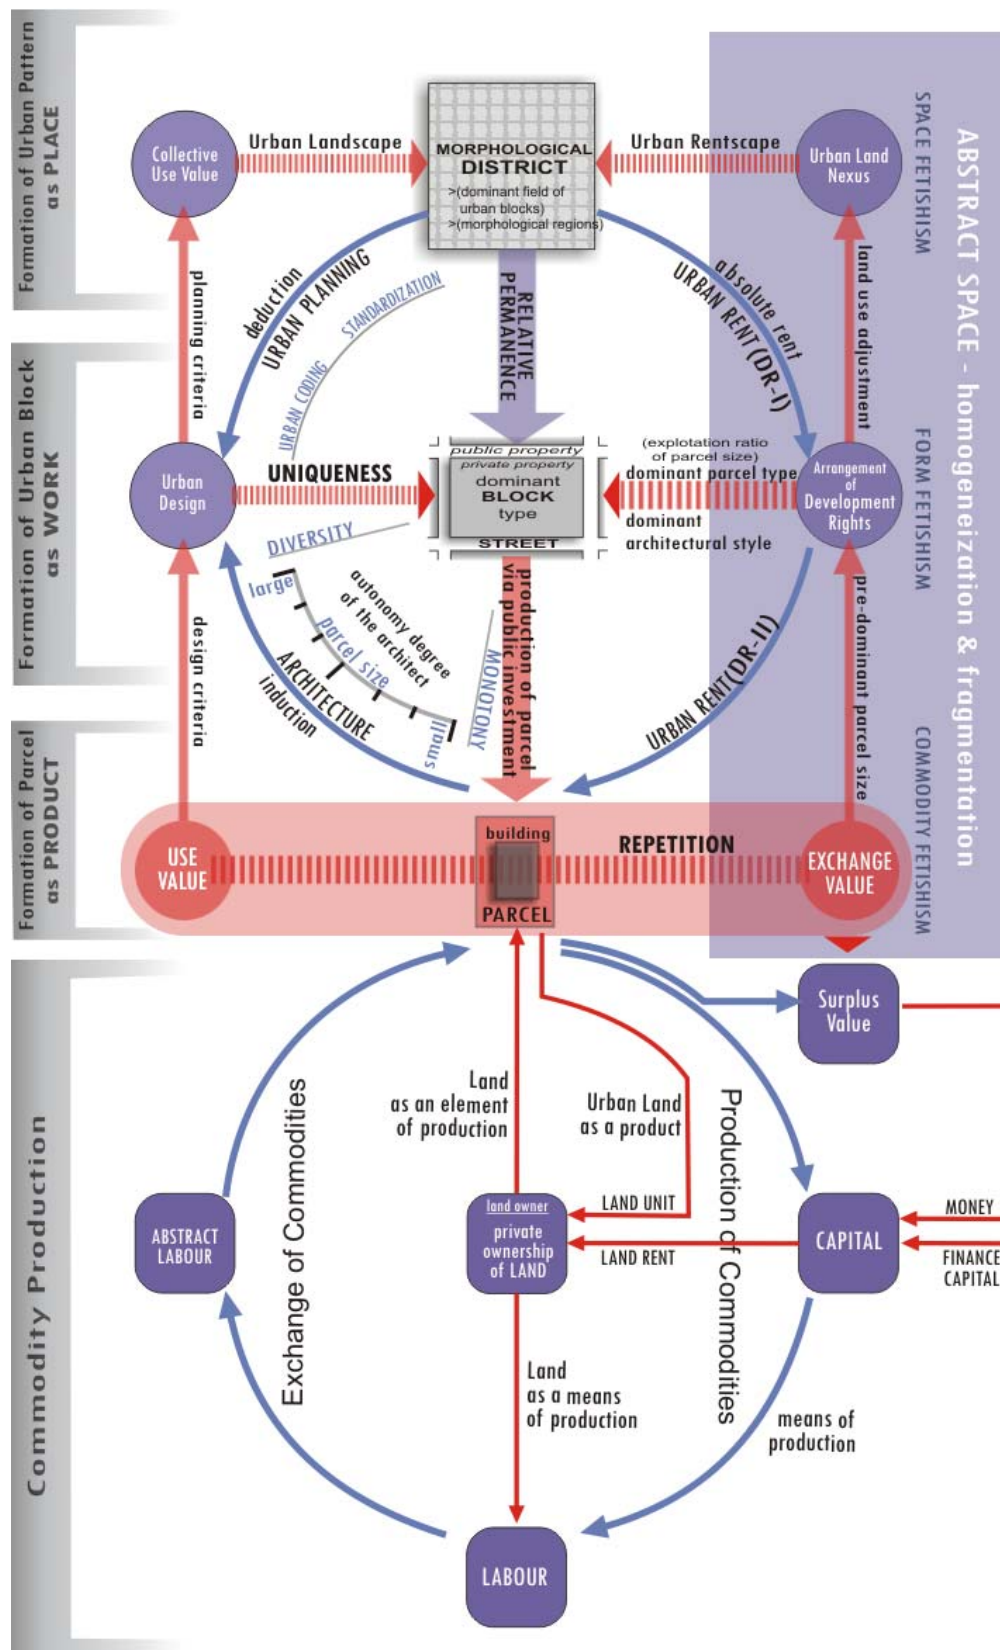 Formation of Urban Pattern
as PLACE
Collective
Use Value
Urban Landscape
MORPHOLOGICAL
DISTRICT
>(dominant field of
urban blocks)
>(morphological regions)
Urban Rentscape
Urban Land
Nexus
SPACE FETISHISM
ABSTRACT SPACE - homogeneization & fragmentation
planning criteria
deduction
URBAN PLANNING
STANDARDIZATION
URBAN CODING
RELATIVE
PERMANENCE
absolute rent
URBAN RENT(DR-I)
land use adjustment
Formation of Urban Block
as WORK
Urban
Design
UNIQUENESS
public property
private property
dominant
BLOCK
type
STREET
(explotation ratio
of parcel size)
dominant parcel type
dominant
architectural style
Arrangement
of
Development
Rights
FORM FETISHISM
DIVERSITY
large
parcel size
small
autonomy degree
of the architect
MONOTONY
ARCHITECTURE
induction
design criteria
production of parcel
via public investment
URBAN RENT(DR-II)
pre-dominant parcel size
Formation of Parcel
as PRODUCT
USE
VALUE
building
PARCEL
REPETITION
EXCHANGE
VALUE
COMMODITY FETISHISM
Commodity Production
Surplus
Value
Land
as an element
of production
Urban Land
as a product
Exchange of Commodities
Production of Commodities
ABSTRACT
LABOUR
land owner
private
ownership
of LAND
LAND UNIT
LAND RENT
CAPITAL
MONEY
FINANCE
CAPITAL
Land
as a means
of production
means of
production
LABOUR